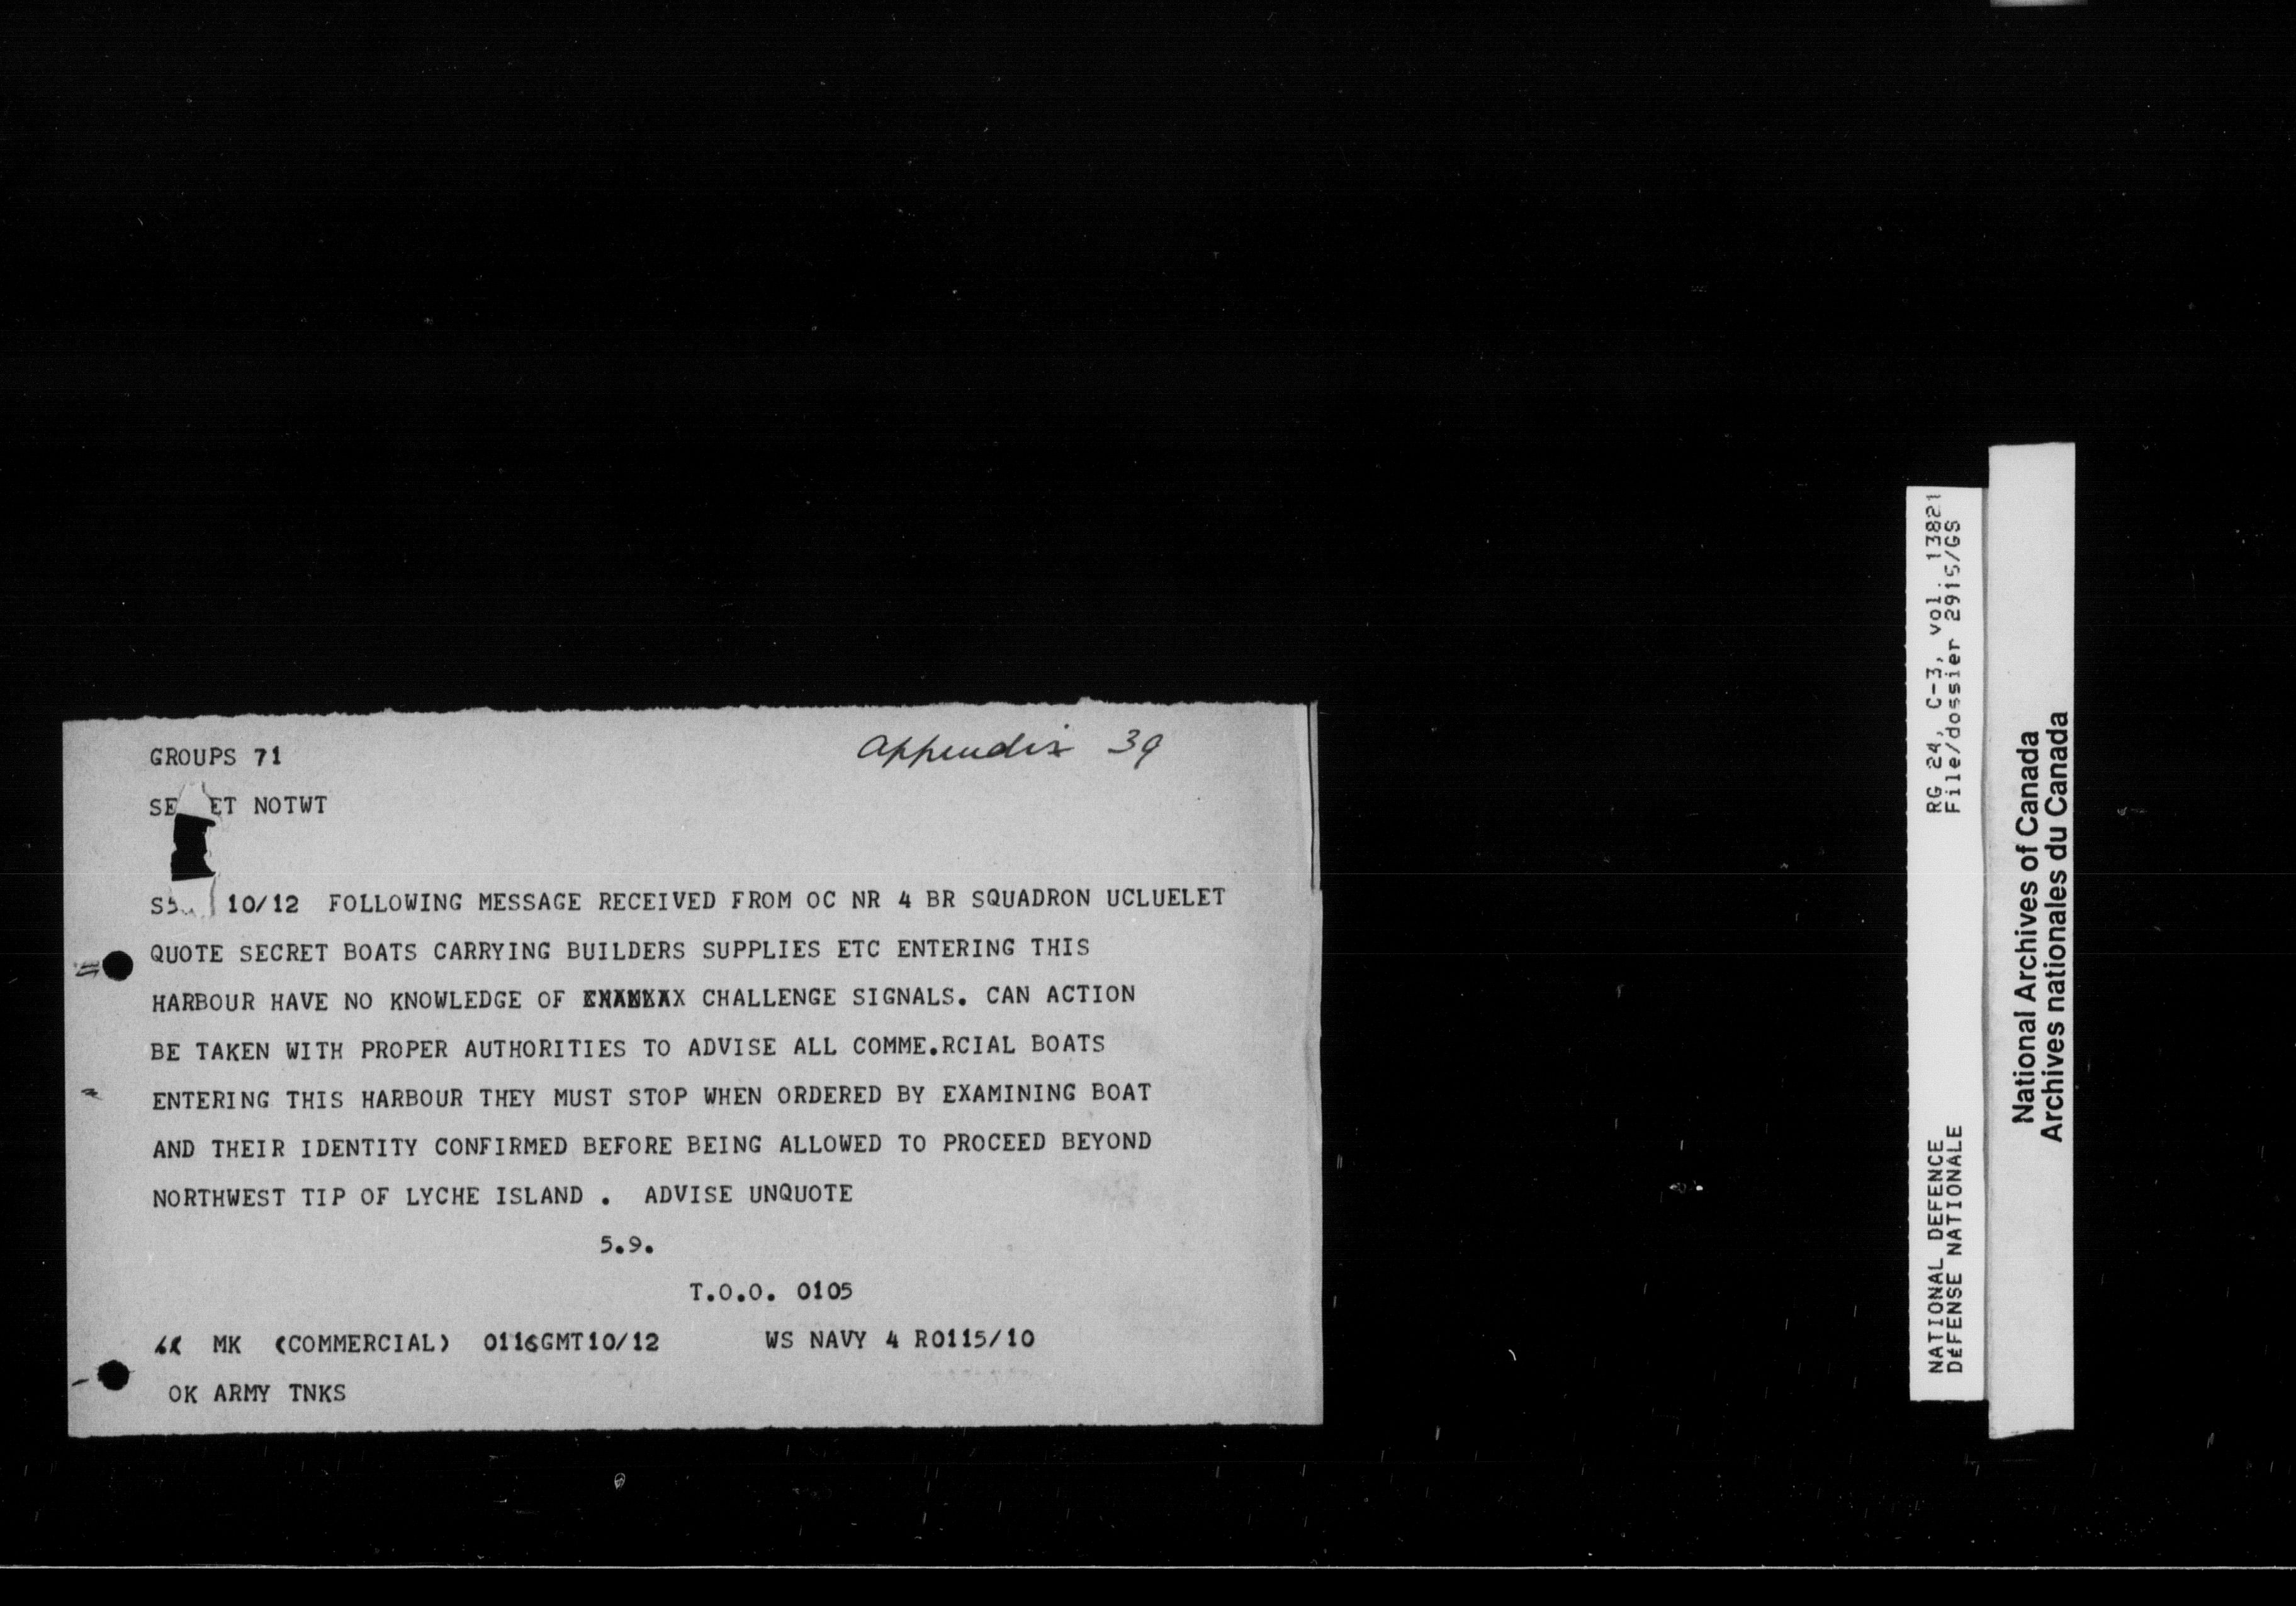 GROUPS 71
Appendix 39
SE ET NOTWT
10/12 FOLLOWING MESSAGE RECEIVED FROM OC NR 4 BR SQUADRON UCLUELET
QUOTE SECRET BOATS CARRYING BUILDERS SUPPLIES ETC ENTERING THIS
HARBOUR HAVE NO KNOWLEDGE OF CHALLENGE SIGNALS. CAN ACTION
BE TAKEN WITH PROPER AUTHORITIES TO ADVISE ALL COMME.RCIAL BOATS
ENTERING THIS HARBOUR THEY MUST STOP WHEN ORDERED BY EXAMINING BOAT
AND THEIR IDENTITY CONFIRMED BEFORE BEING ALLOWED TO PROCEED BEYOND
NORTHWEST TIP OF LYCHE ISLAND . ADVISE UNQUOTE
5.9.
T.O.O. 0105
MK (COMMERCIAL) 0116GMT10/12 WS NAVY 4 R0115/10
OK ARMY TNKS
NATIONAL DEFENCE RG 24, C-3, vol. 13821
DÉFENSE NATIONALE File/dossier 2915/GS
National Archives of Canada
Archives nationales du Canada